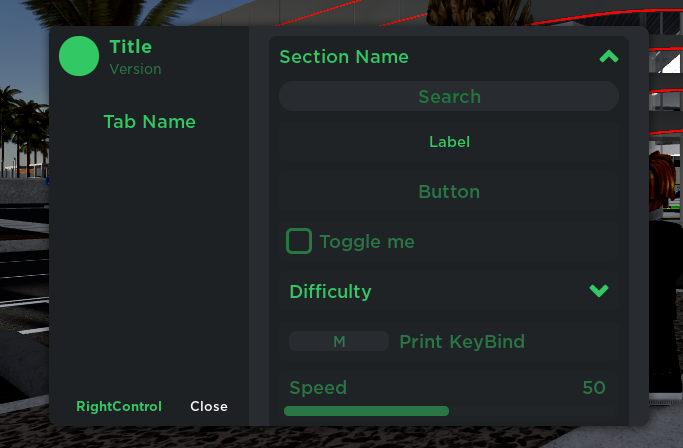 Title
Version
Tab Name
RightControl Close
Section Name
Search
Label
Button
Toggle me
Difficulty
M Print KeyBind
Speed 50